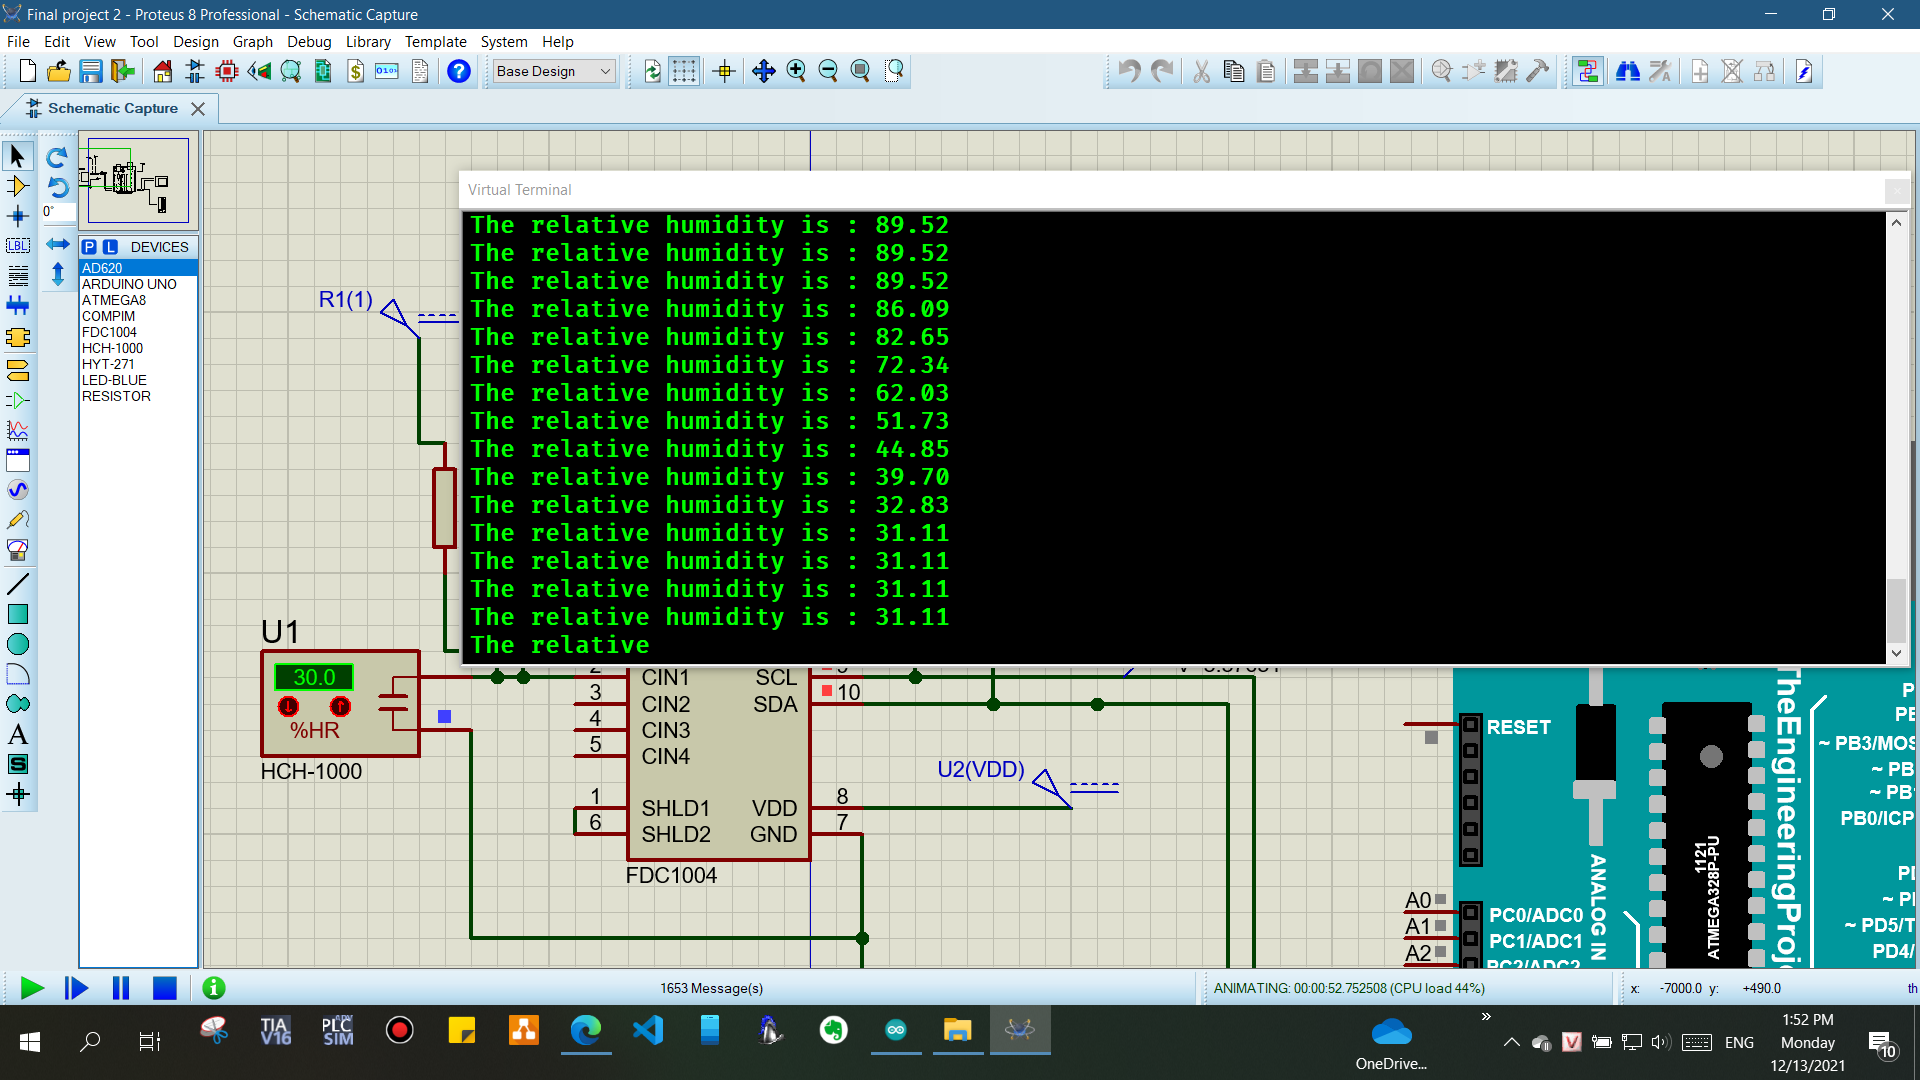 Final project 2 - Proteus 8 Professional - Schematic Capture
File Edit View Tool Design Graph Debug Library Template System Help
Base Design
Schematic Capture
0°
LBL
P L DEVICES
AD620
ARDUINO UNO
ATMEGA8
COMPIM
FDC1004
HCH-1000
HYT-271
LED-BLUE
RESISTOR
A
S
Virtual Terminal
The relative humidity is : 89.52
The relative humidity is : 89.52
The relative humidity is : 89.52
The relative humidity is : 86.09
The relative humidity is : 82.65
The relative humidity is : 72.34
The relative humidity is : 62.03
The relative humidity is : 51.73
The relative humidity is : 44.85
The relative humidity is : 39.70
The relative humidity is : 32.83
The relative humidity is : 31.11
The relative humidity is : 31.11
The relative humidity is : 31.11
The relative humidity is : 31.11
The relative
R1(1)
U1
30.0
%HR
HCH-1000
CIN1 SCL
3 CIN2 SDA 10
4 CIN3
5 CIN4
1 SHLD1 VDD 8
6 SHLD2 GND 7
FDC1004
U2(VDD)
RESET
A0 PC0/ADC0
A1 PC1/ADC1
A2 PC2/ADC2
ANALOG IN
1121
ATMEGA328P-PU
TheEngineeringProj
~ PB3/MOS
~ PB
PB0/ICP
~ PD5/T
PD4/
1653 Message(s)
ANIMATING: 00:00:52.752508 (CPU load 44%)
x: -7000.0 y: +490.0 th
TIA V16
PLC SIM
OneDrive...
ENG
1:52 PM
Monday
12/13/2021
10